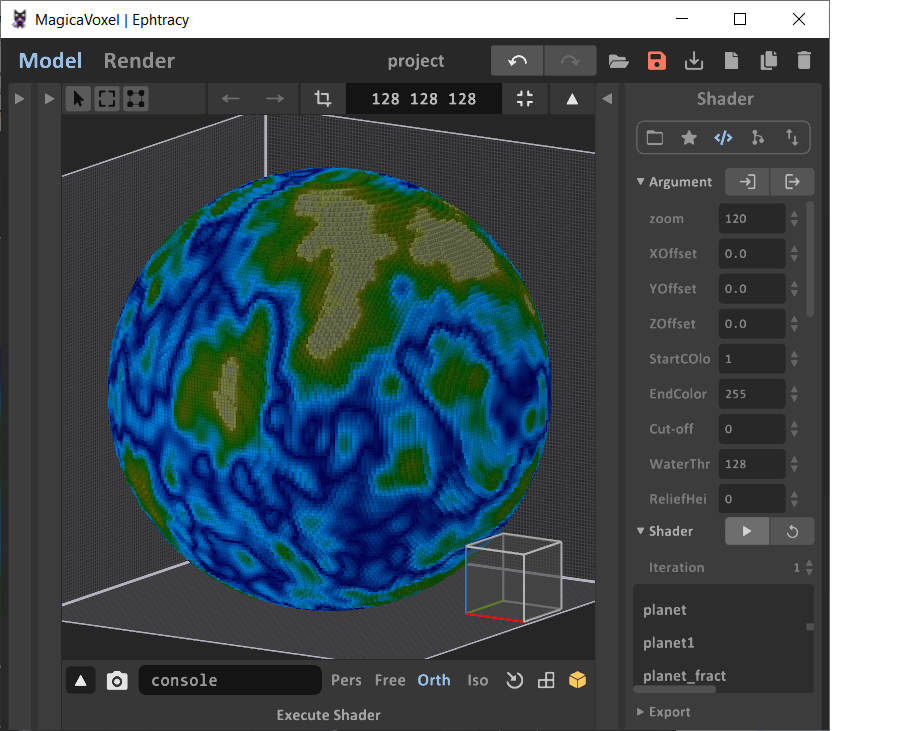 MagicaVoxel | Ephtracy
Model Render project
128 128 128
Shader
Argument
zoom 120
XOffset 0.0
YOffset 0.0
ZOffset 0.0
StartCOlo 1
EndColor 255
Cut-off 0
WaterThr 128
ReliefHei 0
Shader
Iteration 1
planet
planet1
planet_fract
Export
console Pers Free Orth Iso
Execute Shader